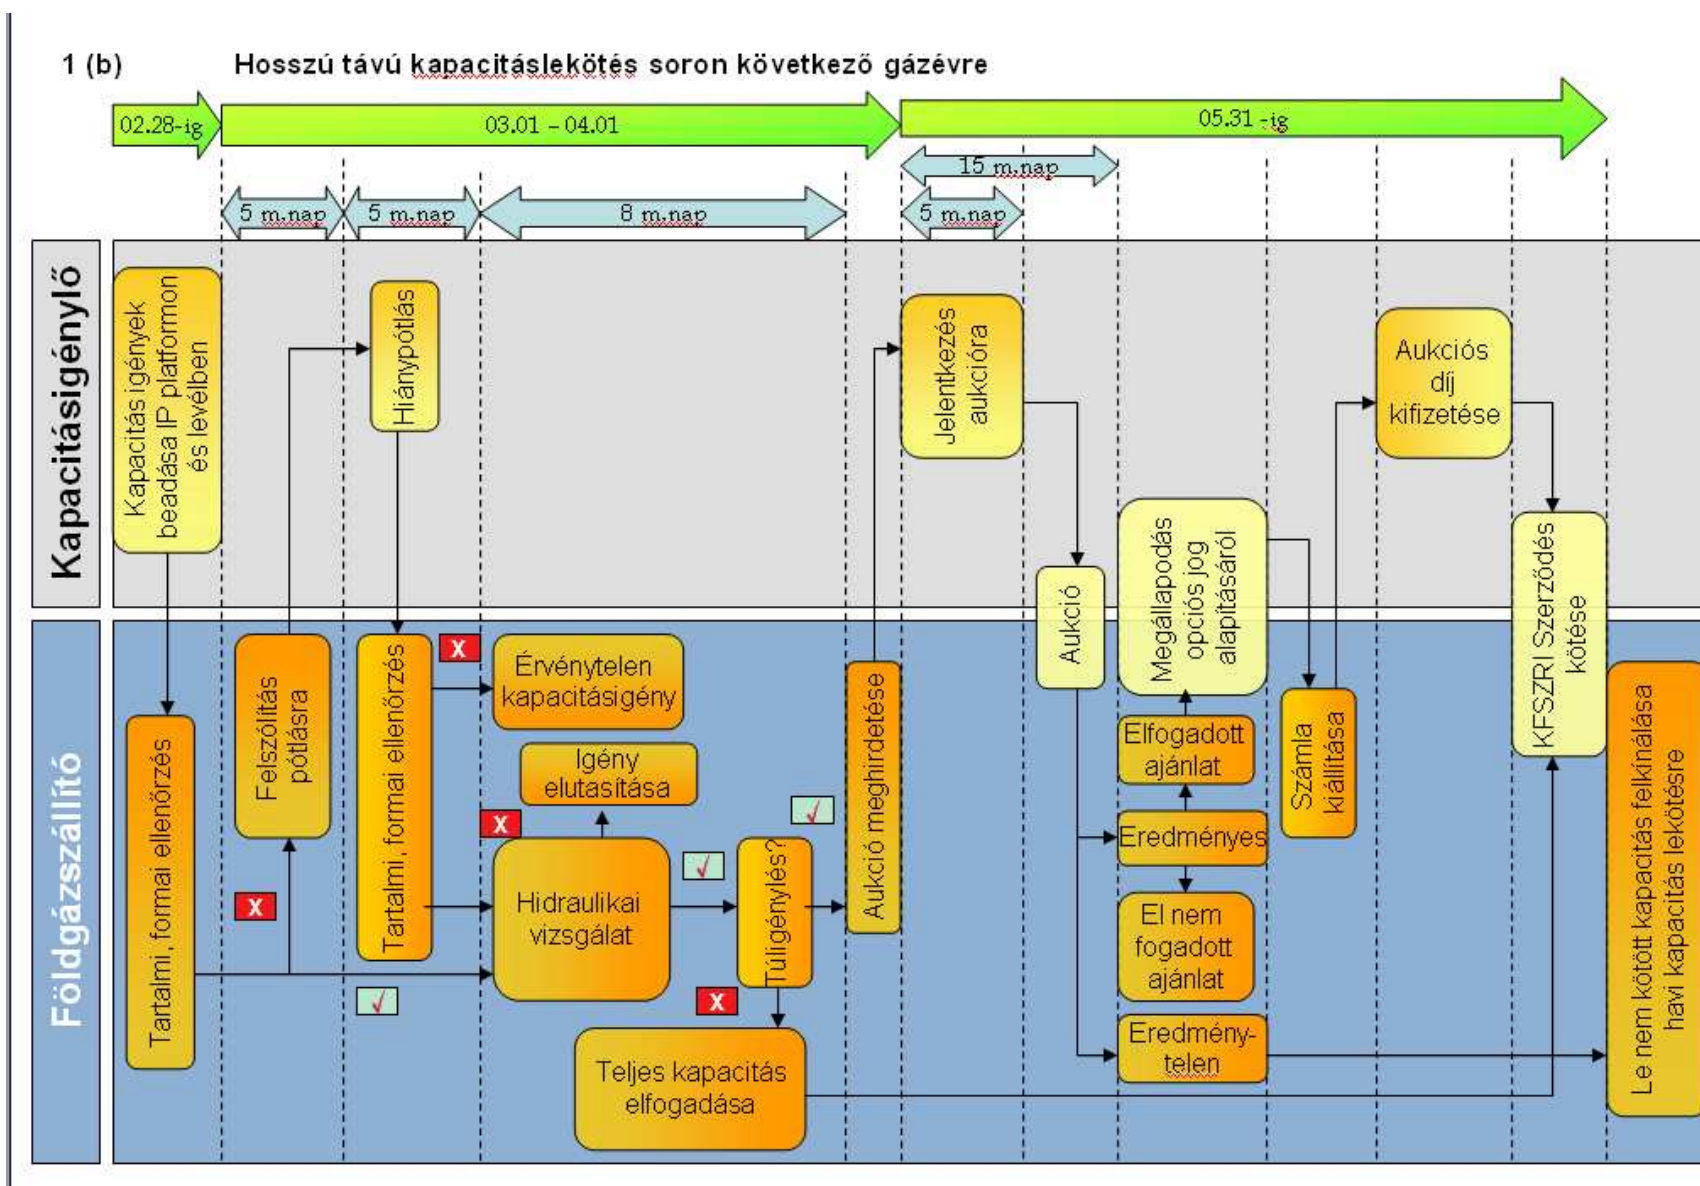 1 (b)
Hosszú távú kapacitáslekötés soron következő gázévre
02.28-ig
03.01 – 04.01
05.31 -ig
15 m.nap
5 m.nap
5 m.nap
8 m.nap
5 m.nap
Kapacitásigénylő
Kapacitás igények
beadása IP platformon
és levélben
Hiánypótlás
Jelentkezés
aukcióra
Aukciós
díj
kifizetése
Aukció
Megállapodás
opciós jog
alapításáról
KFSZR Szerződés
kötése
Földgázszállító
Tartalmi, formai ellenőrzés
Felszólítás
pótlásra
X
√
Tartalmi, formai ellenőrzés
X
Érvénytelen
kapacitásigény
Igény
elutasítása
X
Hidraulikai
vizsgálat
√
Túligénylés?
√
X
Teljes kapacitás
elfogadása
Aukció meghirdetése
Elfogadott
ajánlat
Eredményes
El nem
fogadott
ajánlat
Eredmény-
telen
Számla
kiállítása
Le nem kötött kapacitás felkínálása
havi kapacitás lekötésre